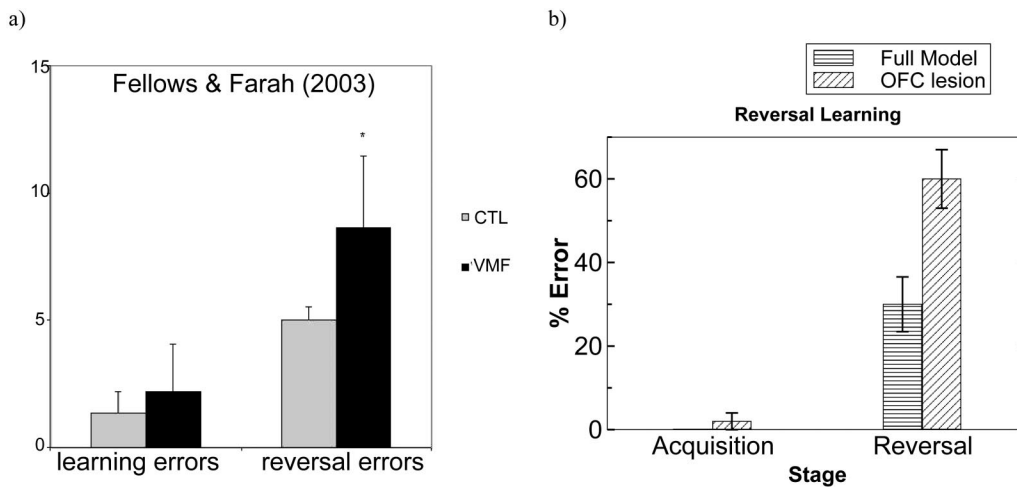 a)
Fellows & Farah (2003)
15
10
5
0
*
CTL
'VMF
learning errors
reversal errors
b)
Full Model
OFC lesion
Reversal Learning
% Error
60
40
20
0
Acquisition
Reversal
Stage